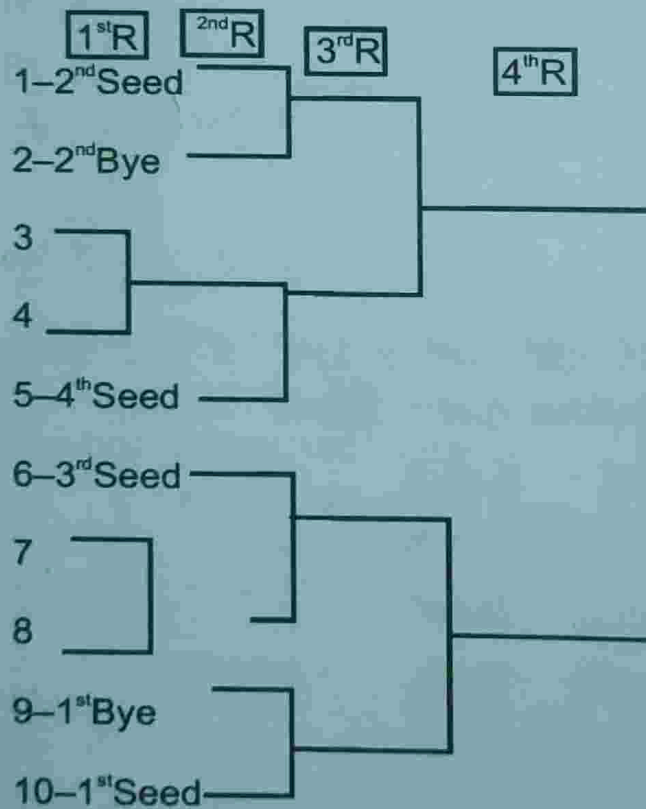 1stR 2ndR 3rdR 4thR
1–2ndSeed
2–2ndBye
3
4
5–4thSeed
6–3rdSeed
7
8
9–1stBye
10–1stSeed